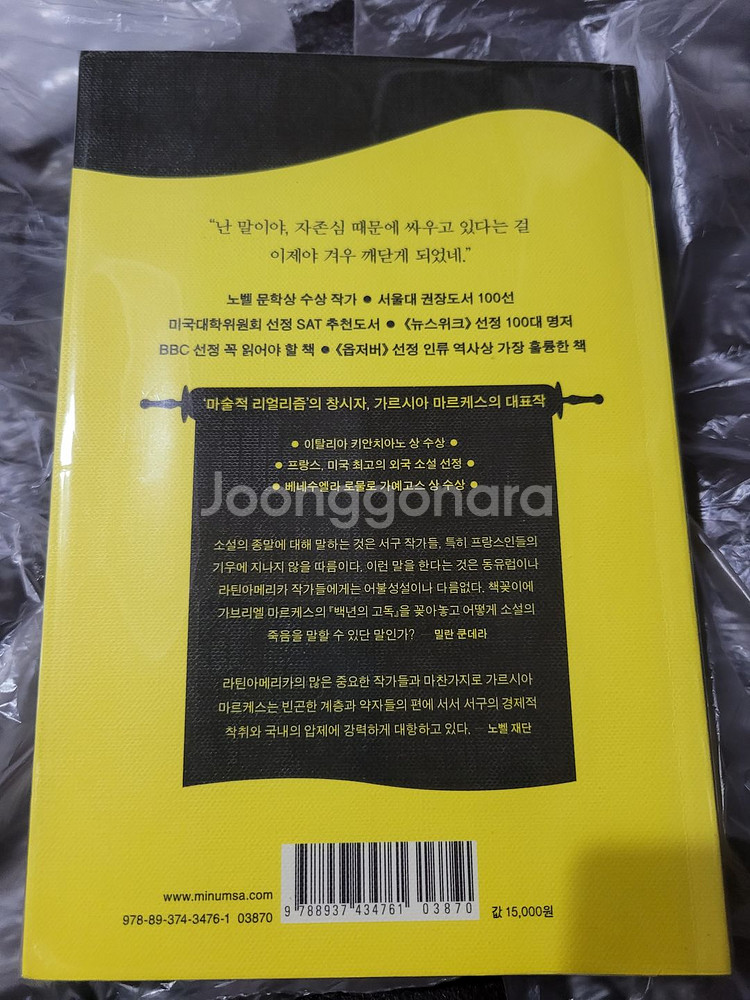 “난 말이야, 자존심 때문에 싸우고 있다는 걸
이제야 겨우 깨닫게 되었네.”
노벨 문학상 수상 작가 ● 서울대 권장도서 100선
미국대학위원회 선정 SAT 추천도서 ● 《뉴스위크》 선정 100대 명저
BBC 선정 꼭 읽어야 할 책 ● 《옵저버》 선정 인류 역사상 가장 훌륭한 책
‘마술적 리얼리즘’의 창시자, 가르시아 마르케스의 대표작
● 이탈리아 키안치아노 상 수상 ●
● 프랑스, 미국 최고의 외국 소설 선정 ●
● 베네수엘라 로물로 가예고스 상 수상 ●
Joonggonara
소설의 종말에 대해 말하는 것은 서구 작가들, 특히 프랑스인들의
기우에 지나지 않을 따름이다. 이런 말을 한다는 것은 동유럽이나
라틴아메리카 작가들에게는 어불성설이나 다름없다. 책꽂이에
가브리엘 마르케스의 『백년의 고독』을 꽂아놓고 어떻게 소설의
죽음을 말할 수 있단 말인가? — 밀란 쿤데라
라틴아메리카의 많은 중요한 작가들과 마찬가지로 가르시아
마르케스는 빈곤한 계층과 약자들의 편에 서서 서구의 경제적
착취와 국내의 압제에 강력하게 대항하고 있다. — 노벨 재단
www.minumsa.com
978-89-374-3476-1 03870
9 788937 434761 03870
값 15,000원